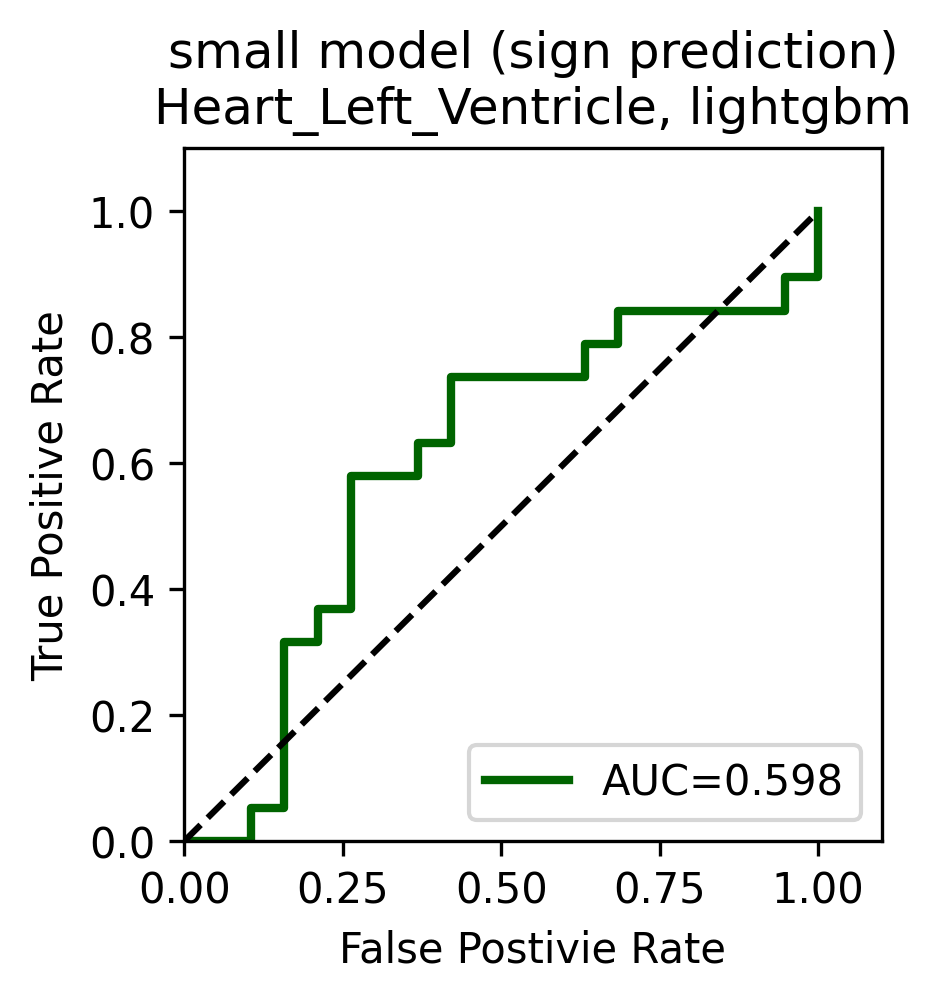 small model (sign prediction)
Heart_Left_Ventricle, lightgbm
1.0
0.8
0.6
0.4
0.2
0.0
True Positive Rate
AUC=0.598
0.00 0.25 0.50 0.75 1.00
False Postivie Rate